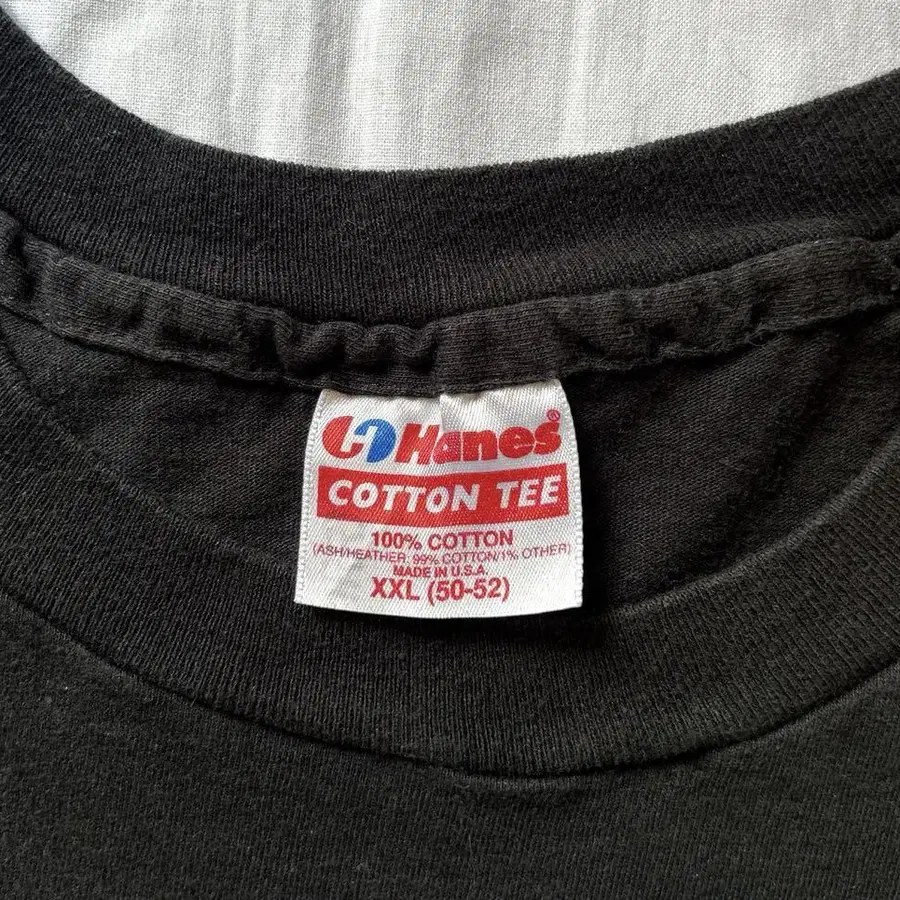 Hanes®
COTTON TEE
100% COTTON
(ASH/HEATHER: 99% COTTON/1% OTHER)
MADE IN U.S.A.
XXL (50-52)